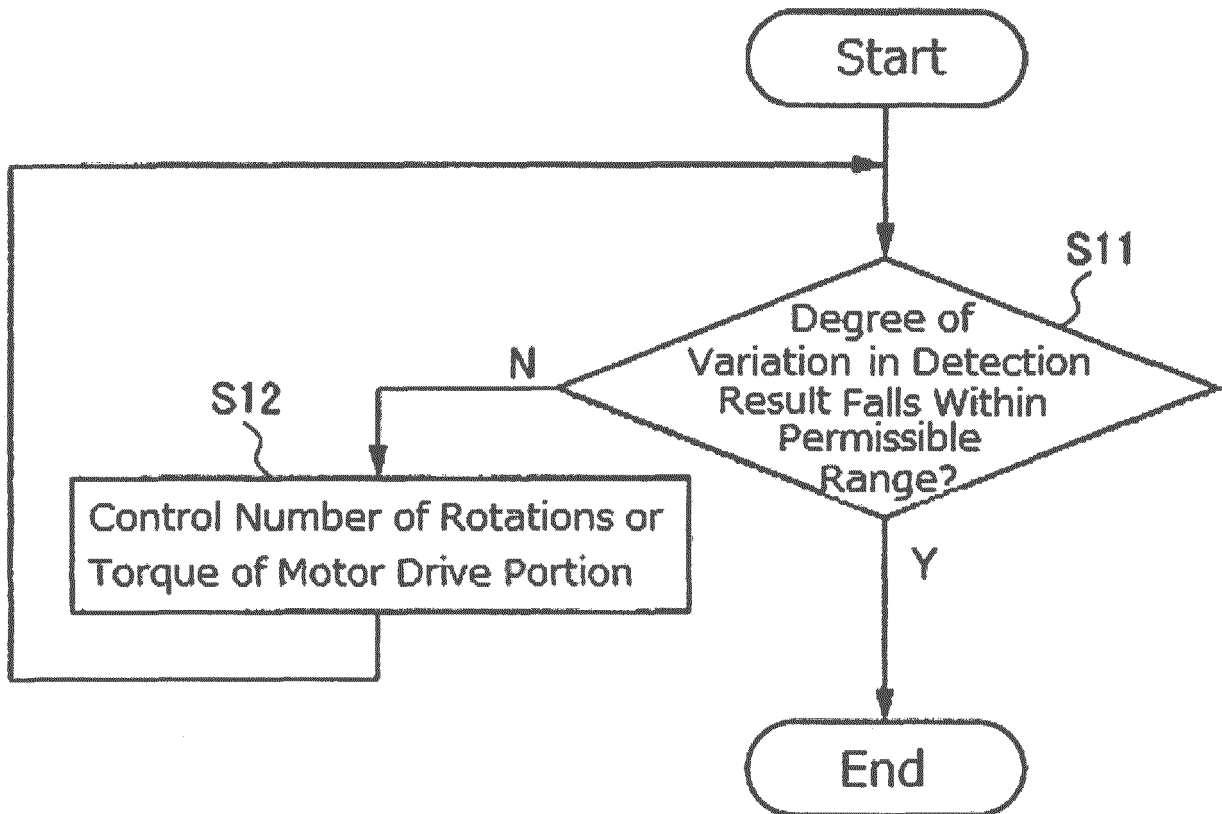 Start
S11
Degree of
Variation in Detection
Result Falls Within
Permissible
Range?
N
S12
Control Number of Rotations or
Torque of Motor Drive Portion
Y
End